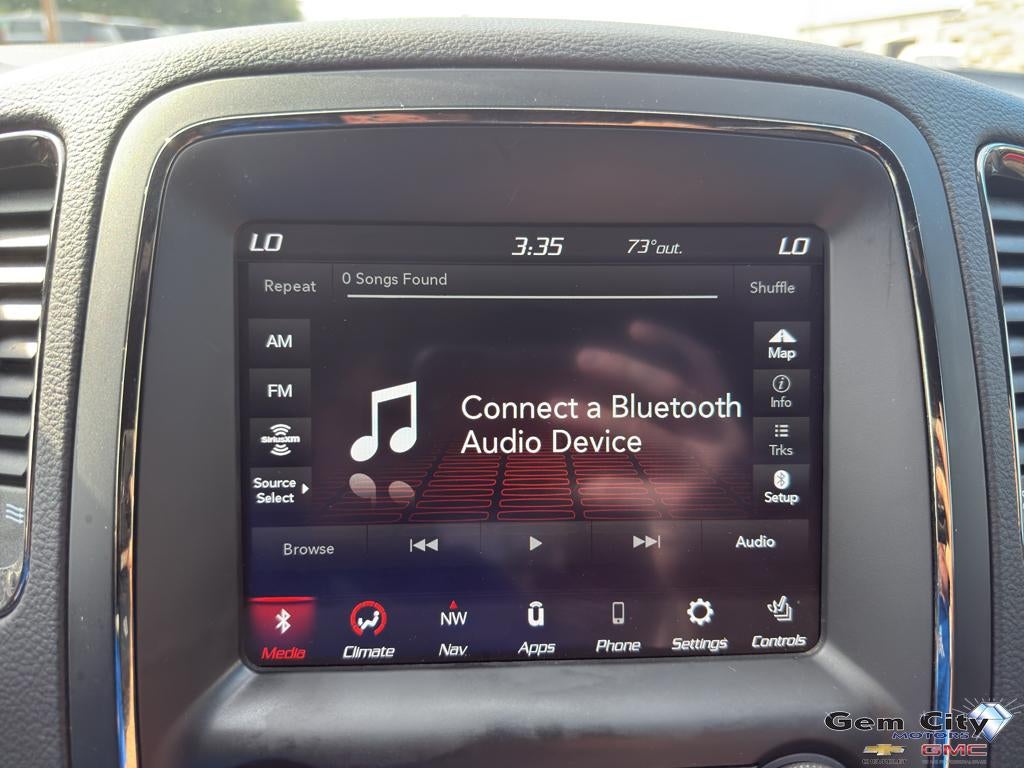 LO 3:35 73°out. LO
Repeat 0 Songs Found Shuffle
AM
FM
SiriusXM
Source
Select
Connect a Bluetooth
Audio Device
Map
i
Info
Trks
Setup
Browse Audio
Media Climate NW Nav ū Apps Phone Settings Controls
Gem City
MOTORS
CHEVROLET GMC